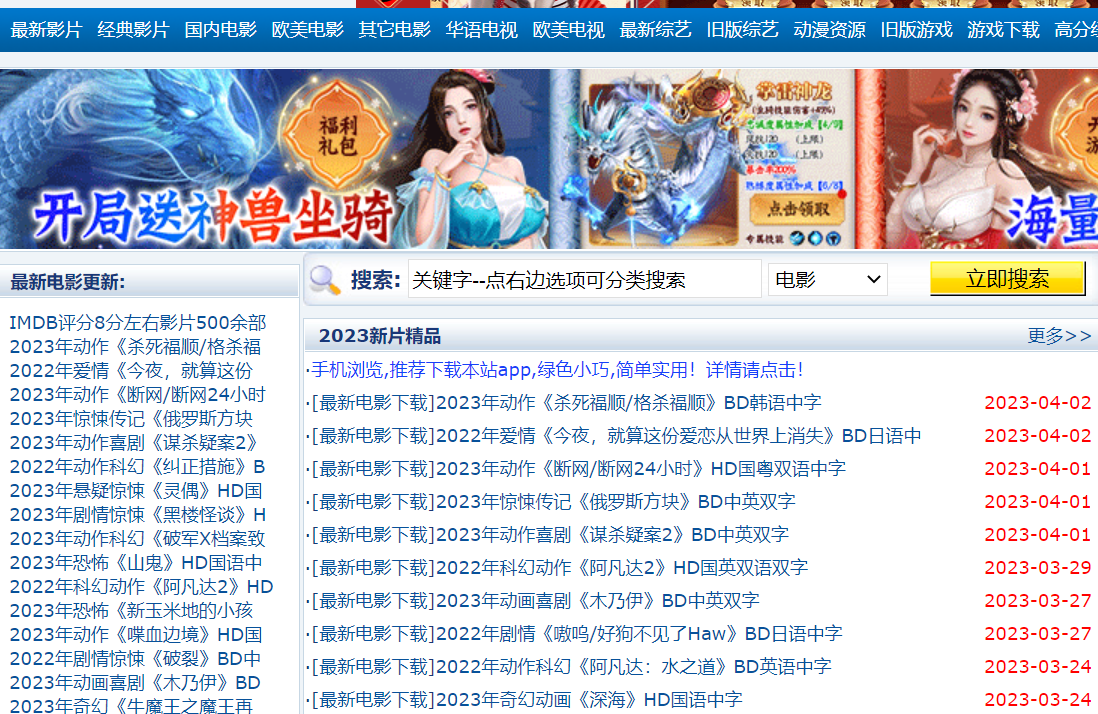 最新影片 经典影片 国内电影 欧美电影 其它电影 华语电视 欧美电视 最新综艺 旧版综艺 动漫资源 旧版游戏 游戏下载 高分经
福利
礼包
开局送神兽坐骑
掌雷神龙
点击领取
专属技能
海量
最新电影更新:
IMDB评分8分左右影片500余部
2023年动作《杀死福顺/格杀福
2022年爱情《今夜，就算这份
2023年动作《断网/断网24小时
2023年惊悚传记《俄罗斯方块
2023年动作喜剧《谋杀疑案2》
2022年动作科幻《纠正措施》B
2023年悬疑惊悚《灵偶》HD国
2023年剧情惊悚《黑楼怪谈》H
2023年动作科幻《破军X档案致
2023年恐怖《山鬼》HD国语中
2022年科幻动作《阿凡达2》HD
2023年恐怖《新玉米地的小孩
2023年动作《喋血边境》HD国
2022年剧情惊悚《破裂》BD中
2023年动画喜剧《木乃伊》BD
2023年奇幻《牛魔王之魔王再
搜索: 关键字--点右边选项可分类搜索 电影 立即搜索
2023新片精品 更多>>
·手机浏览,推荐下载本站app,绿色小巧,简单实用！详情请点击！
·[最新电影下载]2023年动作《杀死福顺/格杀福顺》BD韩语中字 2023-04-02
·[最新电影下载]2022年爱情《今夜，就算这份爱恋从世界上消失》BD日语中 2023-04-02
·[最新电影下载]2023年动作《断网/断网24小时》HD国粤双语中字 2023-04-01
·[最新电影下载]2023年惊悚传记《俄罗斯方块》BD中英双字 2023-04-01
·[最新电影下载]2023年动作喜剧《谋杀疑案2》BD中英双字 2023-04-01
·[最新电影下载]2022年科幻动作《阿凡达2》HD国英双语双字 2023-03-29
·[最新电影下载]2023年动画喜剧《木乃伊》BD中英双字 2023-03-27
·[最新电影下载]2022年剧情《嗷呜/好狗不见了Haw》BD日语中字 2023-03-27
·[最新电影下载]2022年动作科幻《阿凡达：水之道》BD英语中字 2023-03-24
·[最新电影下载]2023年奇幻动画《深海》HD国语中字 2023-03-24